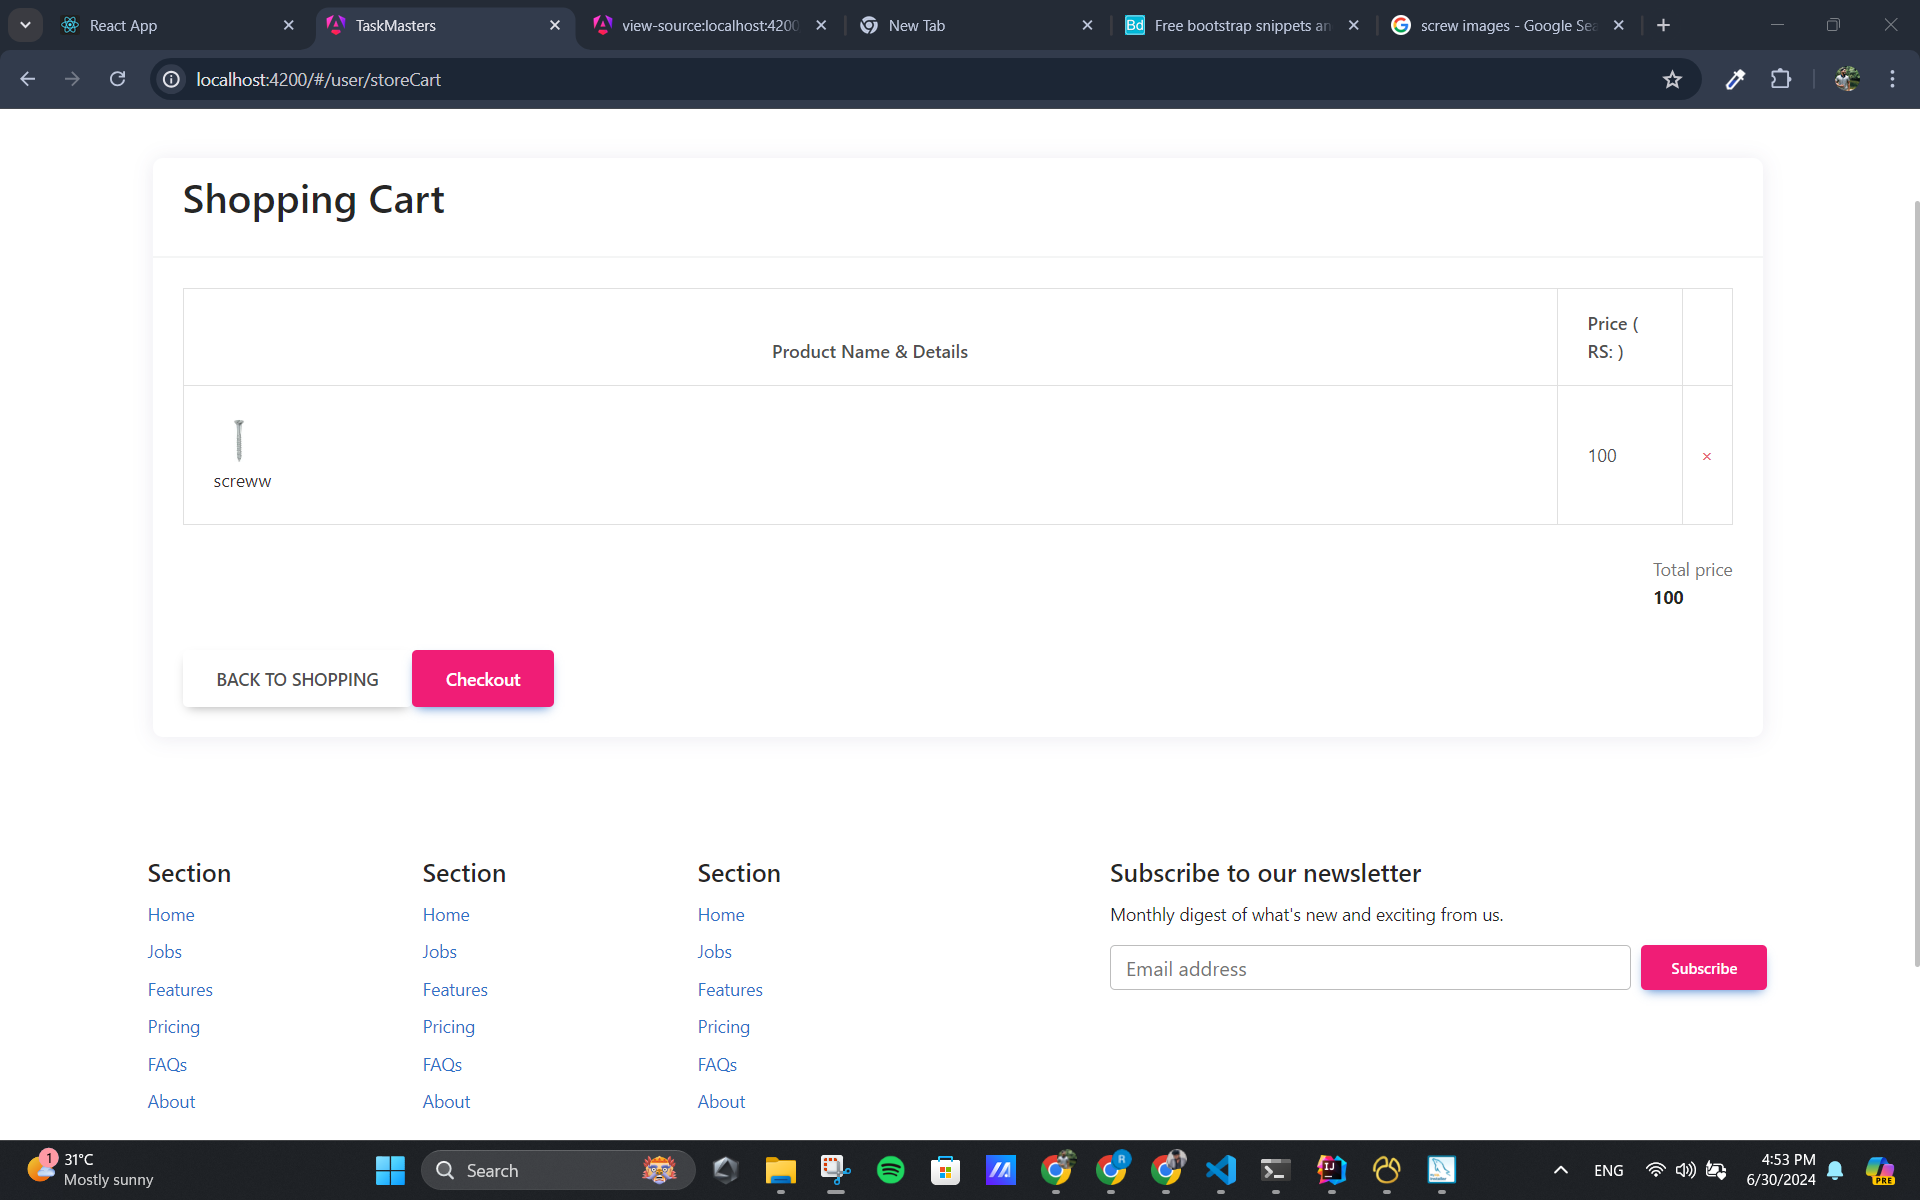 React App
TaskMasters
view-source:localhost:4200
New Tab
Bd
Free bootstrap snippets an
screw images - Google Sea
localhost:4200/#/user/storeCart
Shopping Cart
Product Name & Details
Price (
RS: )
screww
100
×
Total price
100
BACK TO SHOPPING
Checkout
Section
Home
Jobs
Features
Pricing
FAQs
About
Section
Home
Jobs
Features
Pricing
FAQs
About
Section
Home
Jobs
Features
Pricing
FAQs
About
Subscribe to our newsletter
Monthly digest of what's new and exciting from us.
Email address
Subscribe
1
31°C
Mostly sunny
Search
R
IJ
ENG
4:53 PM
6/30/2024
PRE